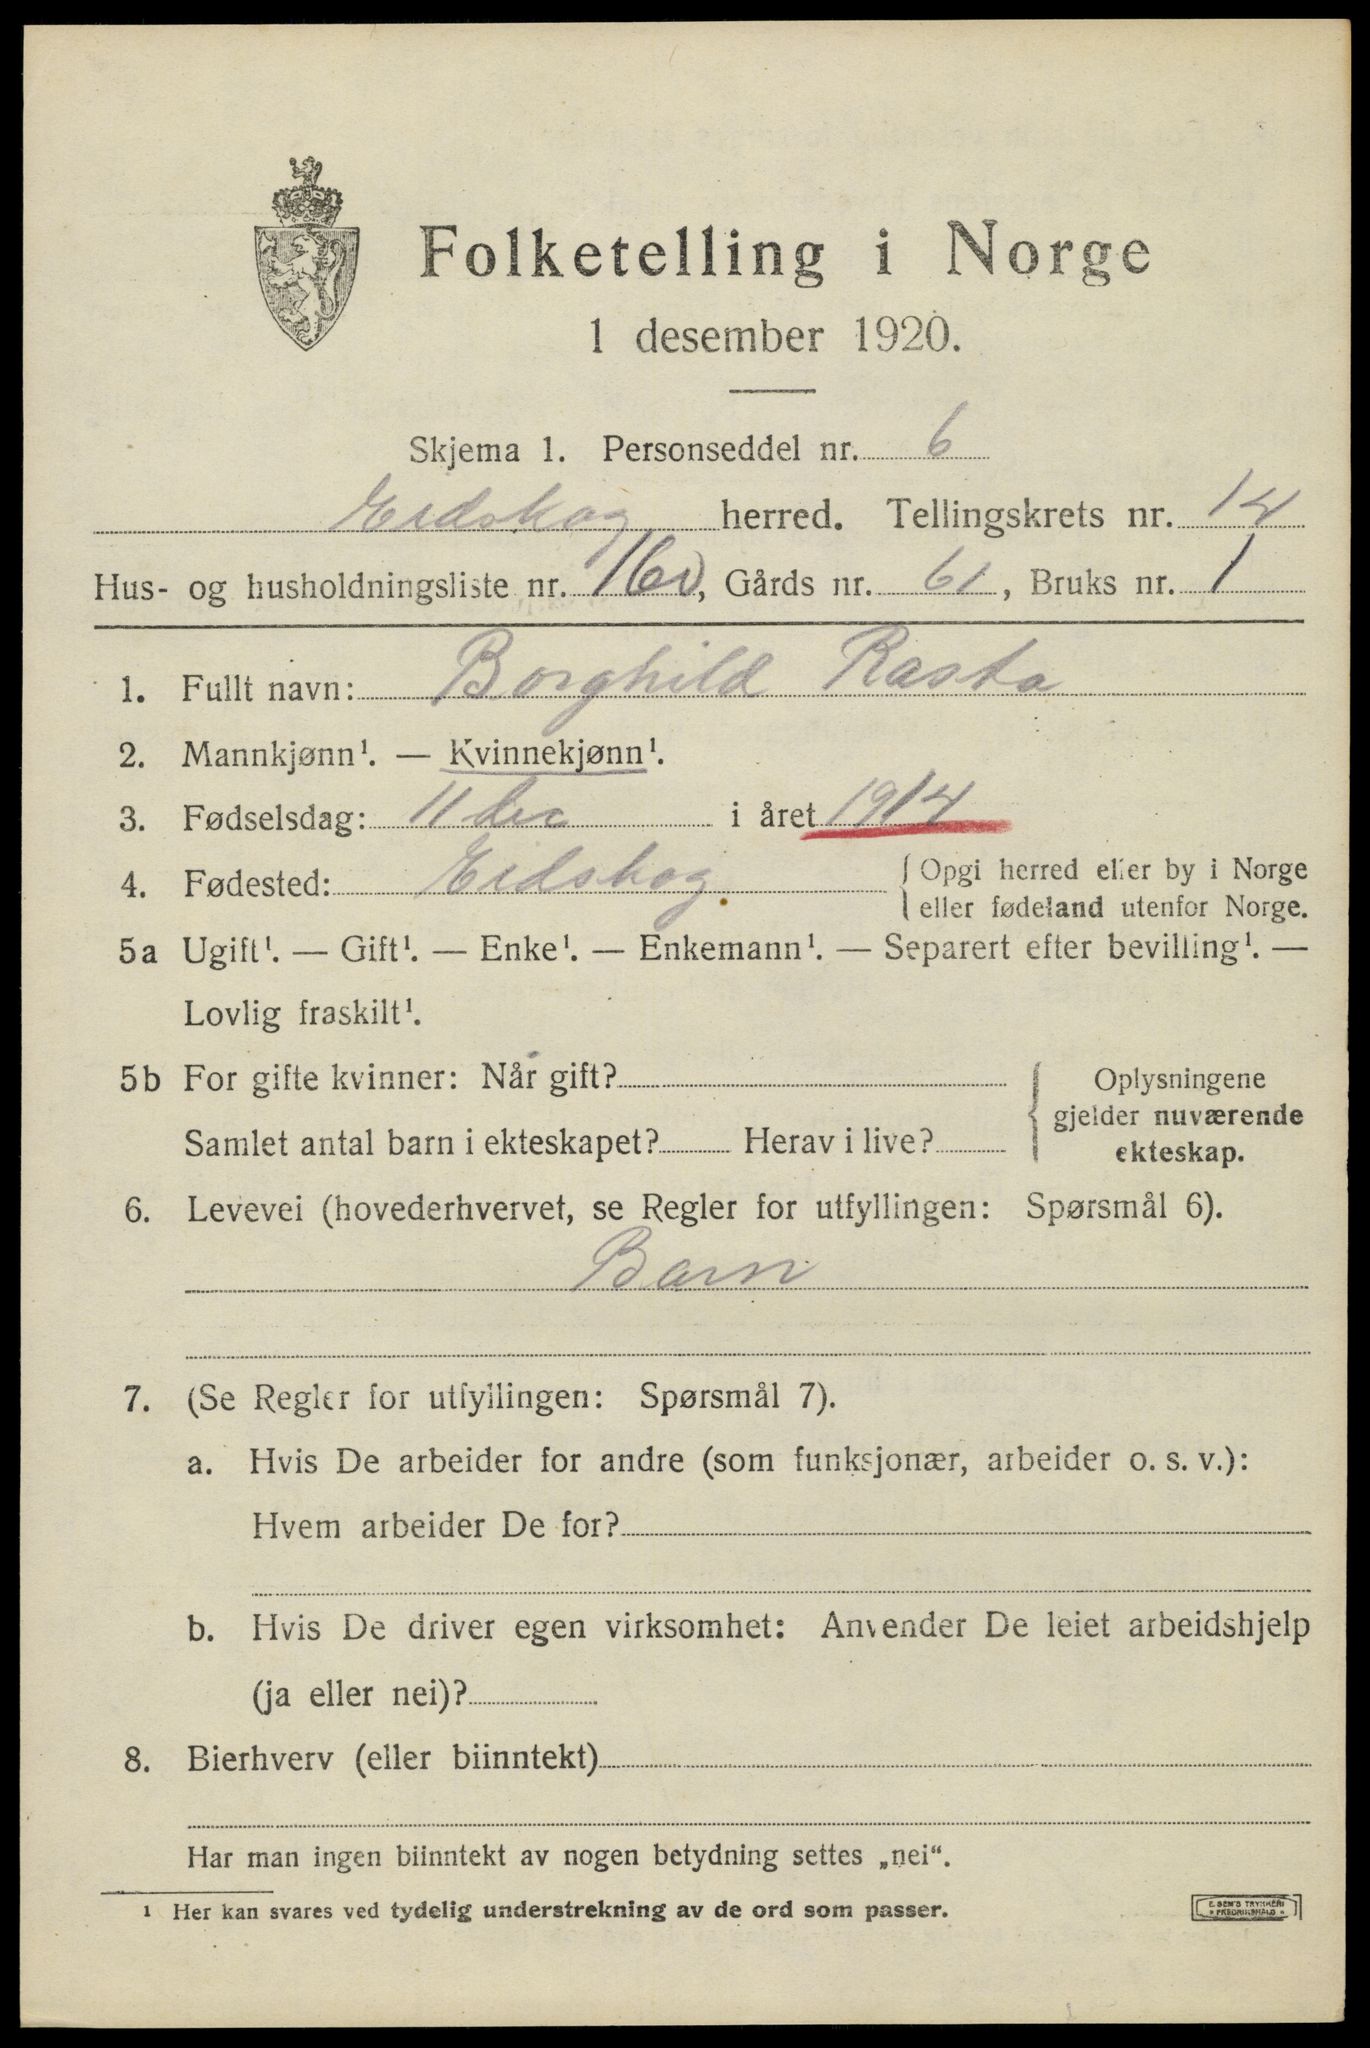 Folketelling i Norge
1 desember 1920.
Skjema 1. Personseddel nr. 6
Eidskog herred. Tellingskrets nr. 14
Hus- og husholdningsliste nr. , Gårds nr. 61, Bruks nr. 1
1. Fullt navn: Borghild Rasta
2. Mannkjønn¹. — Kvinnekjønn¹.
3. Fødselsdag: 11 dec i året 1914
4. Fødested: Eidskog { Opgi herred eller by i Norge
eller fødeland utenfor Norge.
5a Ugift¹. — Gift¹. — Enke¹. — Enkemann¹. — Separert efter bevilling¹. —
Lovlig fraskilt¹.
5b For gifte kvinner: Når gift?
Samlet antal barn i ekteskapet? Herav i live?
{ Oplysningene
gjelder nuværende
ekteskap.
6. Levevei (hovederhvervet, se Regler for utfyllingen: Spørsmål 6).
Barn
7. (Se Regler for utfyllingen: Spørsmål 7).
a. Hvis De arbeider for andre (som funksjonær, arbeider o. s. v.):
Hvem arbeider De for?
b. Hvis De driver egen virksomhet: Anvender De leiet arbeidshjelp
(ja eller nei)?
8. Bierhverv (eller biinntekt)
Har man ingen biinntekt av nogen betydning settes „nei“.
1 Her kan svares ved tydelig understrekning av de ord som passer.
E. SEM'S TRYKKERI
* FREDRIKSHALD *